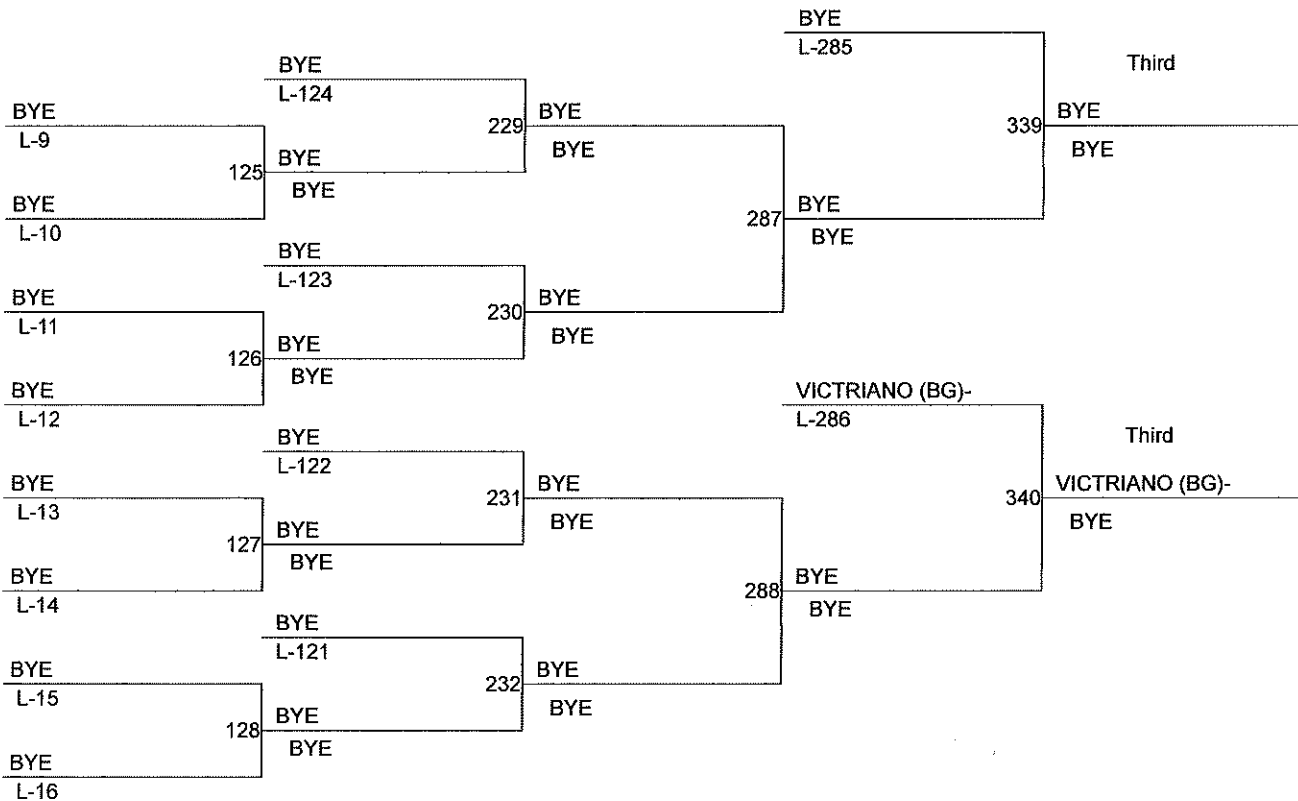 BYE
L-285
Third
BYE
L-124
BYE
L-9
229
BYE
BYE
339
BYE
BYE
125
BYE
BYE
BYE
L-10
287
BYE
BYE
BYE
L-123
BYE
L-11
230
BYE
BYE
126
BYE
BYE
BYE
L-12
VICTRIANO (BG)-
L-286
Third
BYE
L-122
BYE
L-13
231
BYE
BYE
340
VICTRIANO (BG)-
BYE
127
BYE
BYE
BYE
L-14
288
BYE
BYE
BYE
L-121
BYE
L-15
232
BYE
BYE
128
BYE
BYE
BYE
L-16